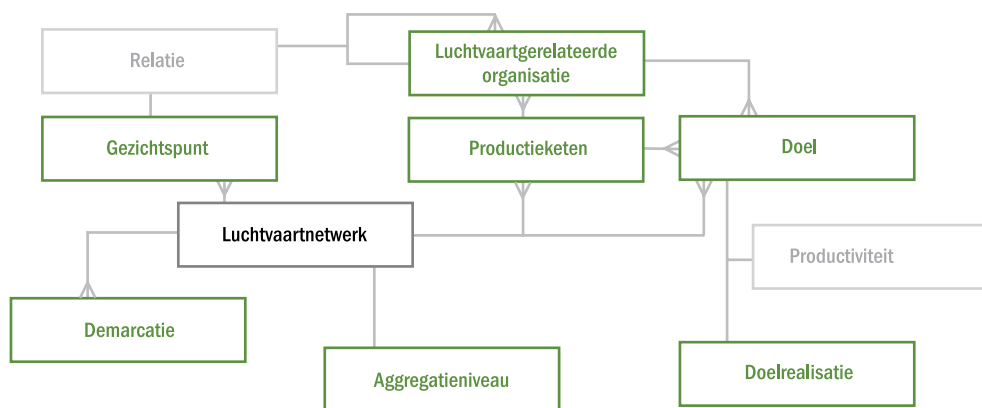 Relatie
Luchtvaartgerelateerde
organisatie
Gezichtspunt
Productieketen
Doel
Luchtvaartnetwerk
Productiviteit
Demarcatie
Aggregatieniveau
Doelrealisatie